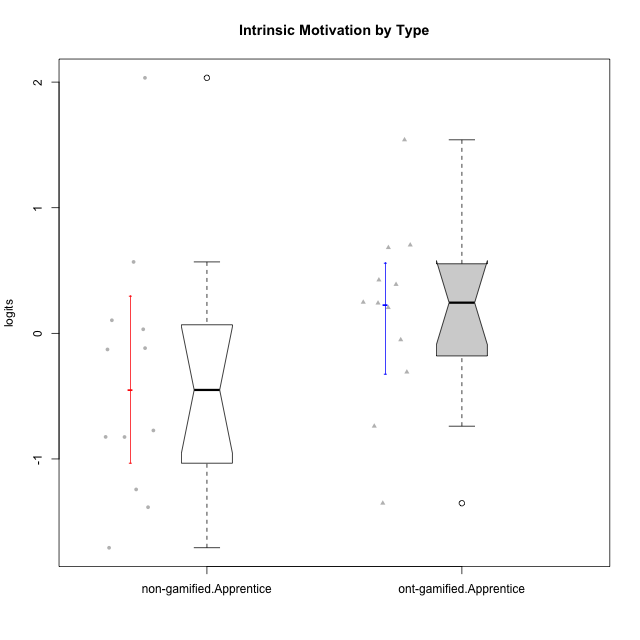 Intrinsic Motivation by Type
logits
2
1
0
-1
non-gamified.Apprentice
ont-gamified.Apprentice